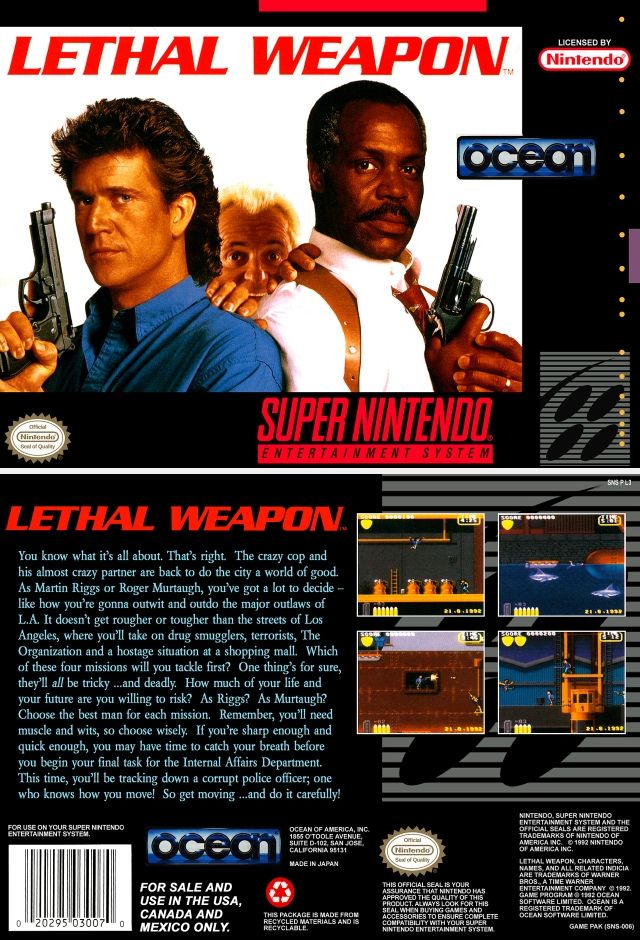 LETHAL WEAPON™
LICENSED BY
Nintendo®
ocean
SUPER NINTENDO®
ENTERTAINMENT SYSTEM
Official
Nintendo
Seal of Quality
SNS P L3
LETHAL WEAPON™
You know what it's all about. That's right. The crazy cop and
his almost crazy partner are back to do the city a world of good.
As Martin Riggs or Roger Murtaugh, you've got a lot to decide –
like how you're gonna outwit and outdo the major outlaws of
L.A. It doesn't get rougher or tougher than the streets of Los
Angeles, where you'll take on drug smugglers, terrorists, The
Organization and a hostage situation at a shopping mall. Which
of these four missions will you tackle first? One thing's for sure,
they'll all be tricky ...and deadly. How much of your life and
your future are you willing to risk? As Riggs? As Murtaugh?
Choose the best man for each mission. Remember, you'll need
muscle and wits, so choose wisely. If you're sharp enough and
quick enough, you may have time to catch your breath before
you begin your final task for the Internal Affairs Department.
This time, you'll be tracking down a corrupt police officer; one
who knows how you move! So get moving ...and do it carefully!
21.8.1992
21.8.1992
21.8.1992
21.8.1992
FOR USE ON YOUR SUPER NINTENDO
ENTERTAINMENT SYSTEM.
0 20295 03007 0
ocean
OCEAN OF AMERICA, INC.
1855 O'TOOLE AVENUE,
SUITE D-102, SAN JOSE,
CALIFORNIA 95131
MADE IN JAPAN
FOR SALE AND
USE IN THE USA,
CANADA AND
MEXICO ONLY.
THIS PACKAGE IS MADE FROM
RECYCLED MATERIALS AND IS
RECYCLABLE.
Official
Nintendo
Seal of Quality
THIS OFFICIAL SEAL IS YOUR
ASSURANCE THAT NINTENDO HAS
APPROVED THE QUALITY OF THIS
PRODUCT. ALWAYS LOOK FOR THIS
SEAL WHEN BUYING GAMES AND
ACCESSORIES TO ENSURE COMPLETE
COMPATIBILITY WITH YOUR SUPER
NINTENDO ENTERTAINMENT SYSTEM.
NINTENDO, SUPER NINTENDO
ENTERTAINMENT SYSTEM AND THE
OFFICIAL SEALS ARE REGISTERED
TRADEMARKS OF NINTENDO OF
AMERICA INC. © 1992 NINTENDO
OF AMERICA INC.
LETHAL WEAPON, CHARACTERS,
NAMES, AND ALL RELATED INDICIA
ARE TRADEMARKS OF WARNER
BROS., A TIME WARNER
ENTERTAINMENT COMPANY © 1992.
GAME PROGRAM © 1992 OCEAN
SOFTWARE LIMITED. OCEAN IS A
REGISTERED TRADEMARK OF
OCEAN SOFTWARE LIMITED.
GAME PAK (SNS-006)